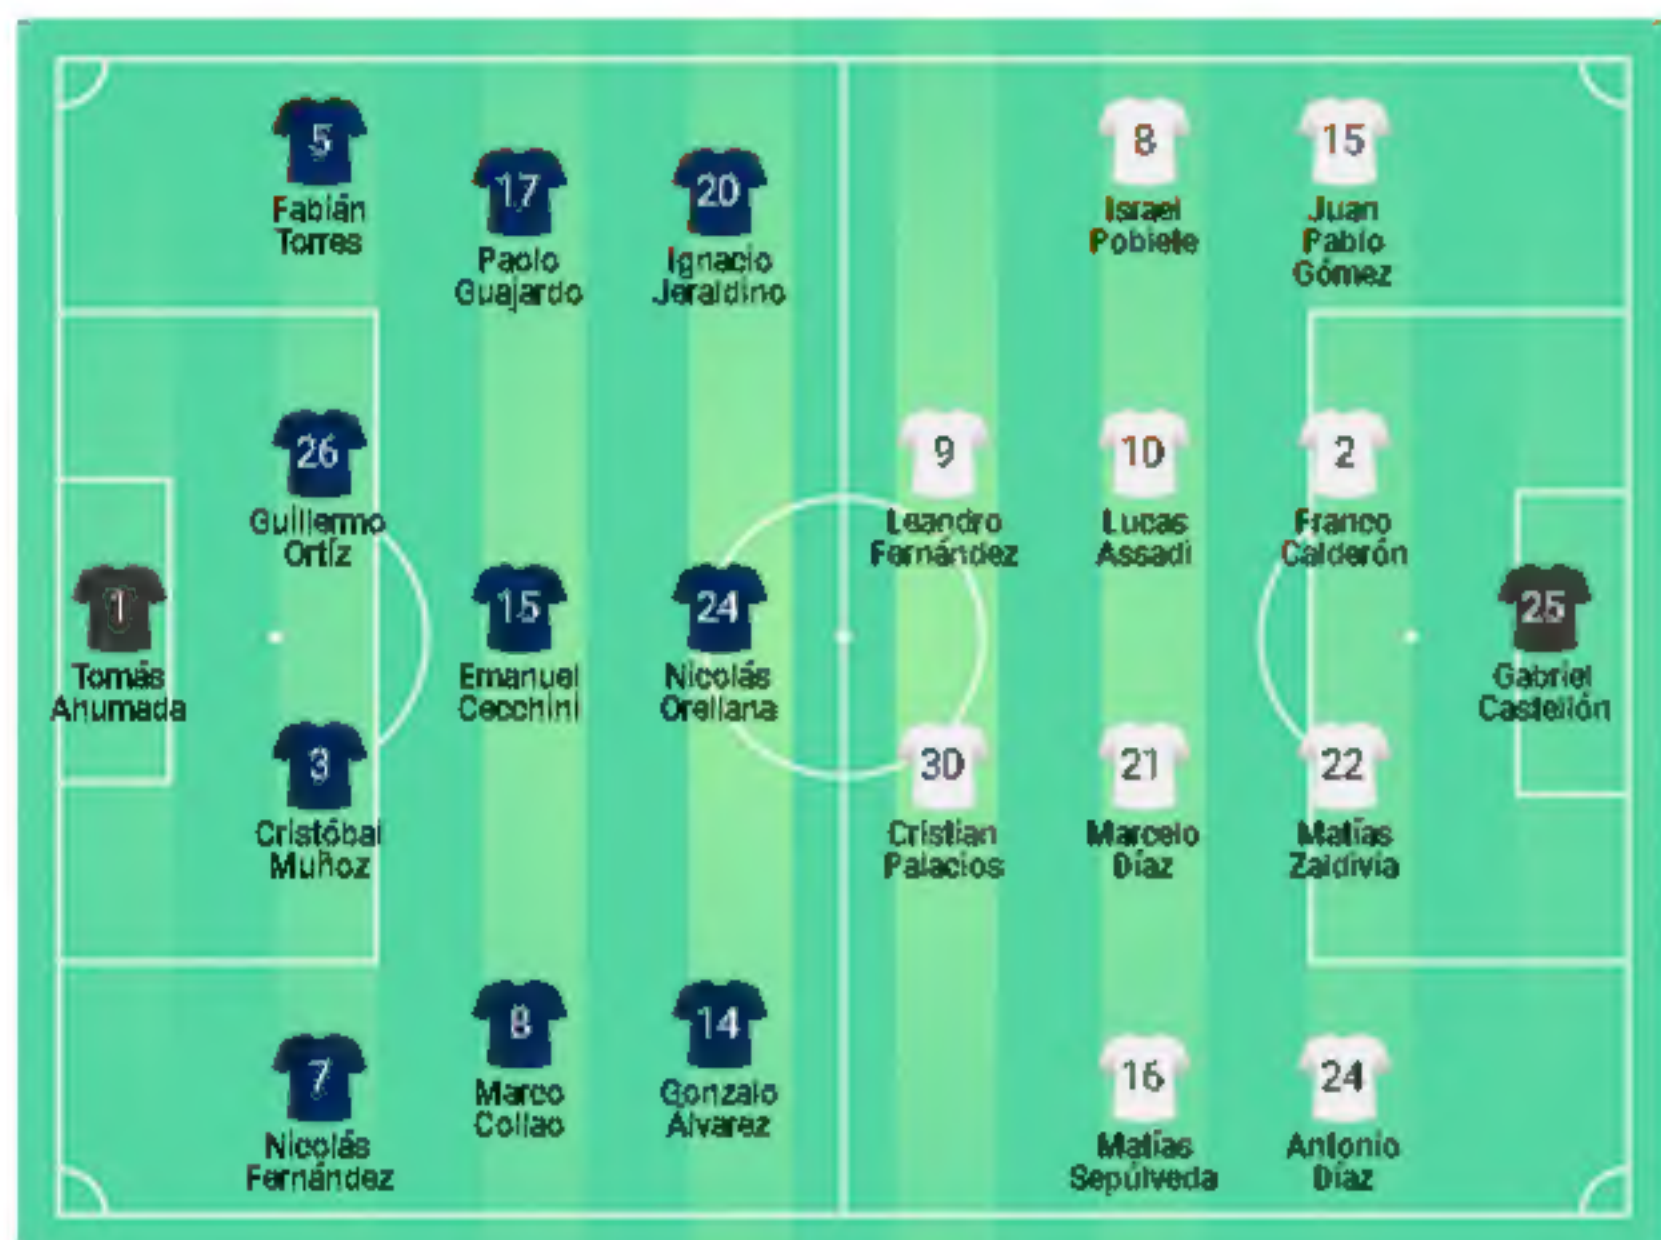 5
Fabián
Torres
17
Paolo
Guajardo
20
Ignacio
Jeraldino
8
Israel
Poblete
15
Juan
Pablo
Gómez
26
Guillermo
Ortíz
9
Leandro
Fernández
10
Lucas
Assadi
2
Franco
Calderón
1
Tomás
Ahumada
15
Emanuel
Cecchini
24
Nicolás
Orellana
25
Gabriel
Castellón
3
Cristóbal
Muñoz
30
Cristian
Palacios
21
Marcelo
Díaz
22
Matías
Zaldivia
7
Nicolás
Fernández
8
Marco
Collao
14
Gonzalo
Álvarez
16
Matías
Sepúlveda
24
Antonio
Díaz